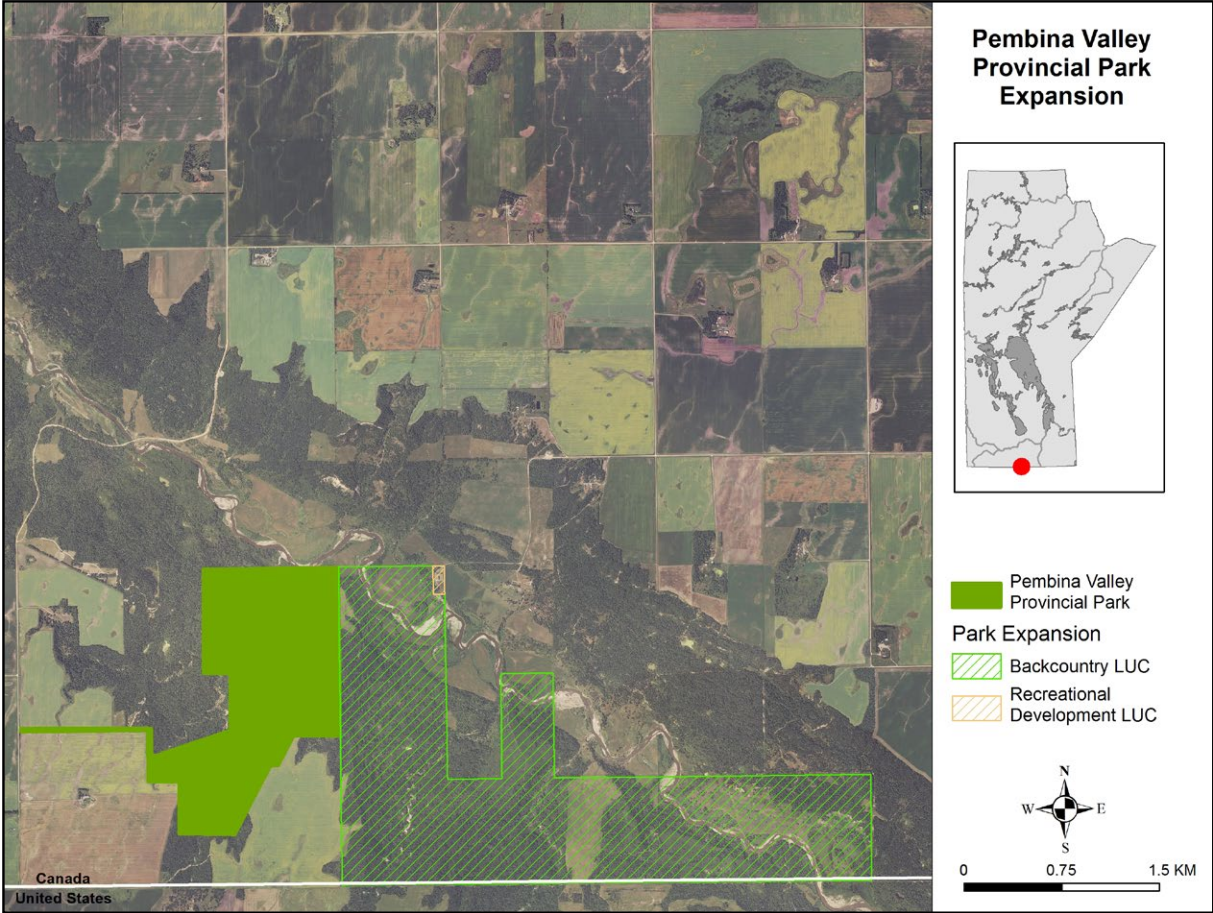 Pembina Valley
Provincial Park
Expansion
Pembina Valley
Provincial Park
Park Expansion
Backcountry LUC
Recreational
Development LUC
N
W E
S
0 0.75 1.5 KM
Canada
United States